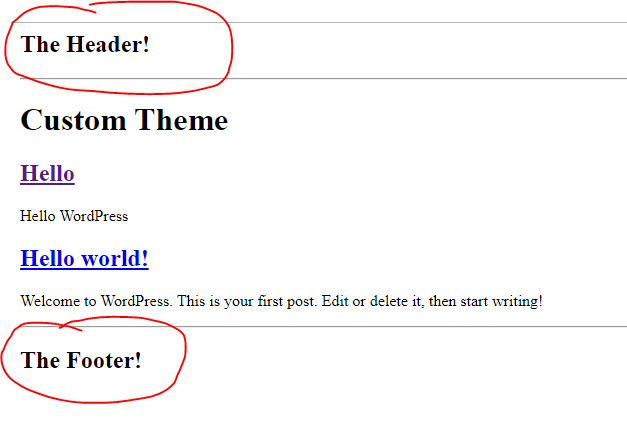 The Header!
Custom Theme
Hello
Hello WordPress
Hello world!
Welcome to WordPress. This is your first post. Edit or delete it, then start writing!
The Footer!